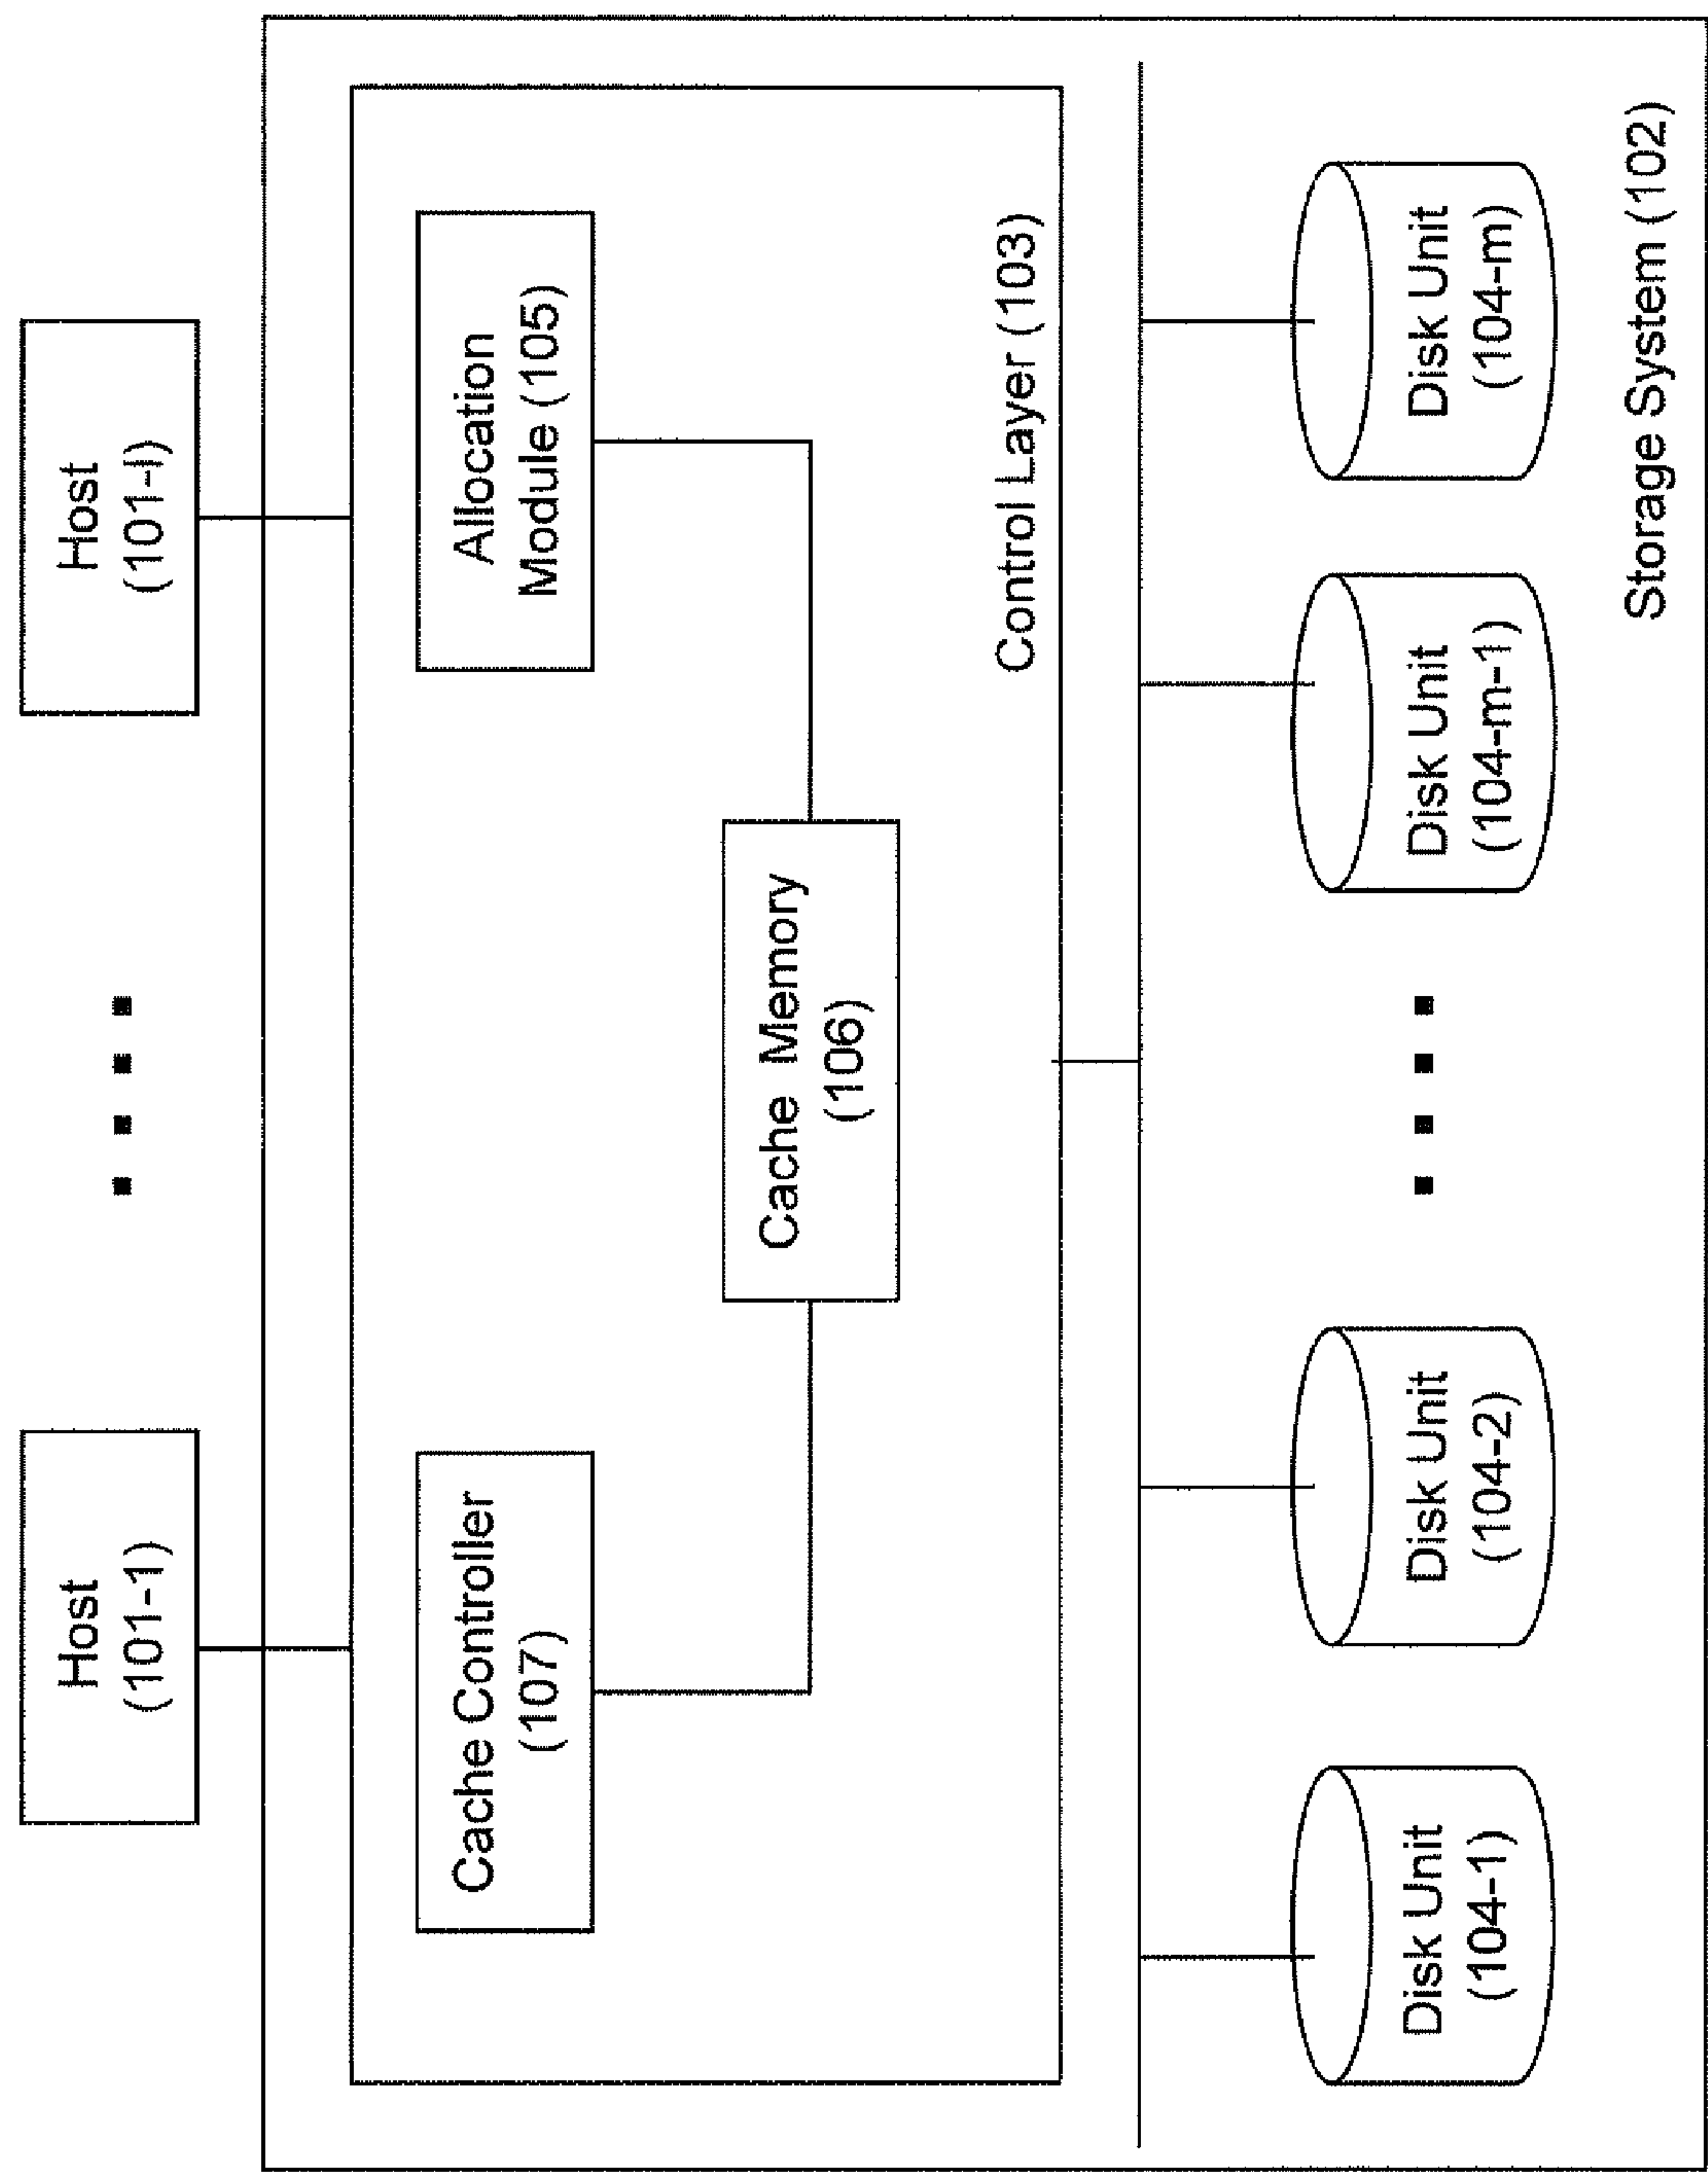 Host
(101-1)
Host
(101-l)
Cache Controller
(107)
Allocation
Module (105)
Cache Memory
(106)
Control Layer (103)
Disk Unit
(104-1)
Disk Unit
(104-2)
Disk Unit
(104-m-1)
Disk Unit
(104-m)
Storage System (102)